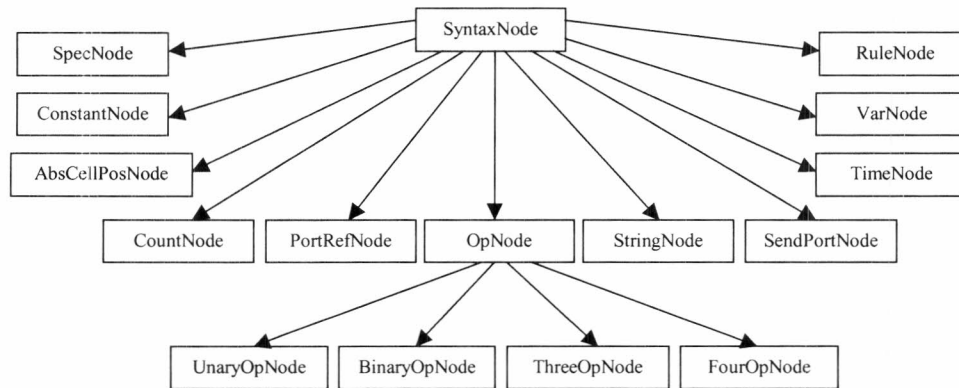 SyntaxNode
SpecNode
RuleNode
ConstantNode
VarNode
AbsCellPosNode
TimeNode
CountNode
PortRefNode
OpNode
StringNode
SendPortNode
UnaryOpNode
BinaryOpNode
ThreeOpNode
FourOpNode